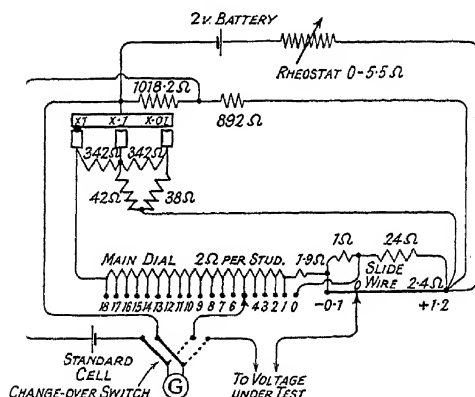 2V. BATTERY
RHEOSTAT 0-5.5Ω
1018.2Ω
892Ω
X1 X.1 X.01
342Ω 342Ω
42Ω 38Ω
1Ω 24Ω
MAIN DIAL 2Ω PER STUD. 1.9Ω
SLIDE
WIRE 2.4Ω
18 17 16 15 14 13 12 11 10 9 8 7 6 4 3 2 1 0 -0.1 0 +1.2
STANDARD
CELL
CHANGE-OVER SWITCH
G
TO VOLTAGE
UNDER TEST